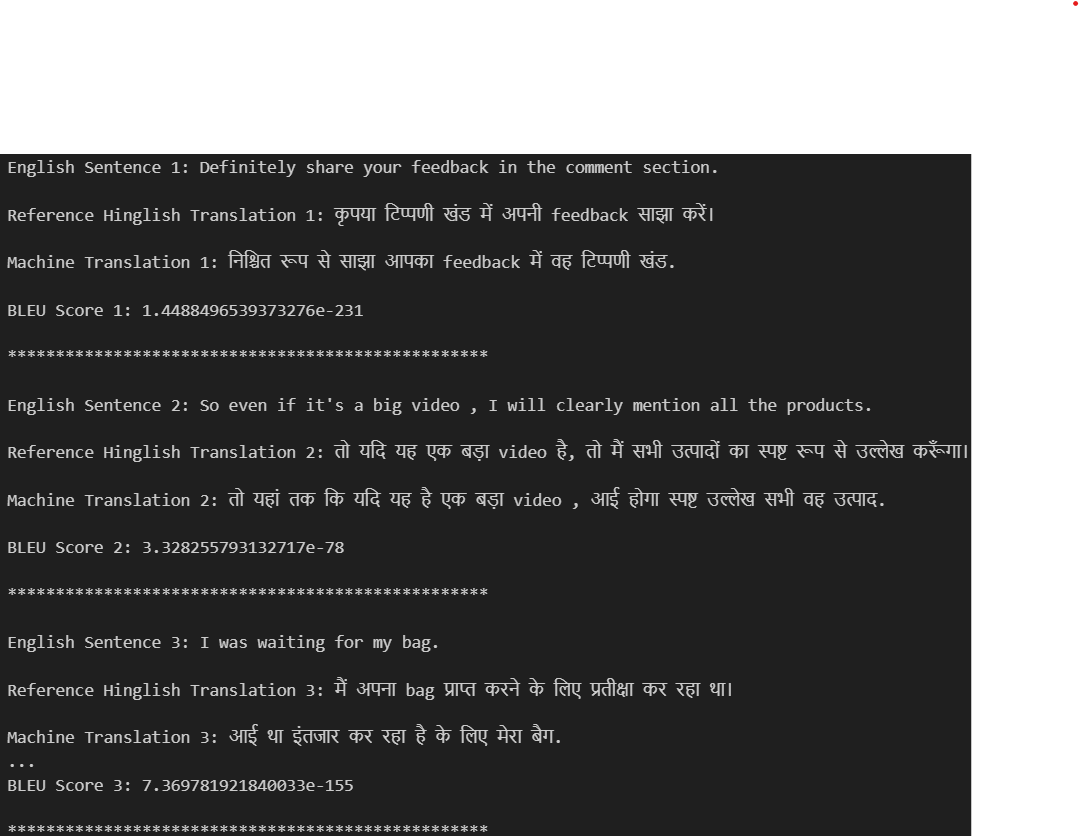 English Sentence 1: Definitely share your feedback in the comment section.
Reference Hinglish Translation 1: कृपया टिप्पणी खंड में अपनी feedback साझा करें।
Machine Translation 1: निश्चित रूप से साझा आपका feedback में वह टिप्पणी खंड.
BLEU Score 1: 1.4488496539373276e-231
**************************************************
English Sentence 2: So even if it's a big video , I will clearly mention all the products.
Reference Hinglish Translation 2: तो यदि यह एक बड़ा video है, तो मैं सभी उत्पादों का स्पष्ट रूप से उल्लेख करूँगा।
Machine Translation 2: तो यहां तक कि यदि यह है एक बड़ा video , आई होगा स्पष्ट उल्लेख सभी वह उत्पाद.
BLEU Score 2: 3.328255793132717e-78
**************************************************
English Sentence 3: I was waiting for my bag.
Reference Hinglish Translation 3: मैं अपना bag प्राप्त करने के लिए प्रतीक्षा कर रहा था।
Machine Translation 3: आई था इंतजार कर रहा है के लिए मेरा बैग.
...
BLEU Score 3: 7.369781921840033e-155
**************************************************